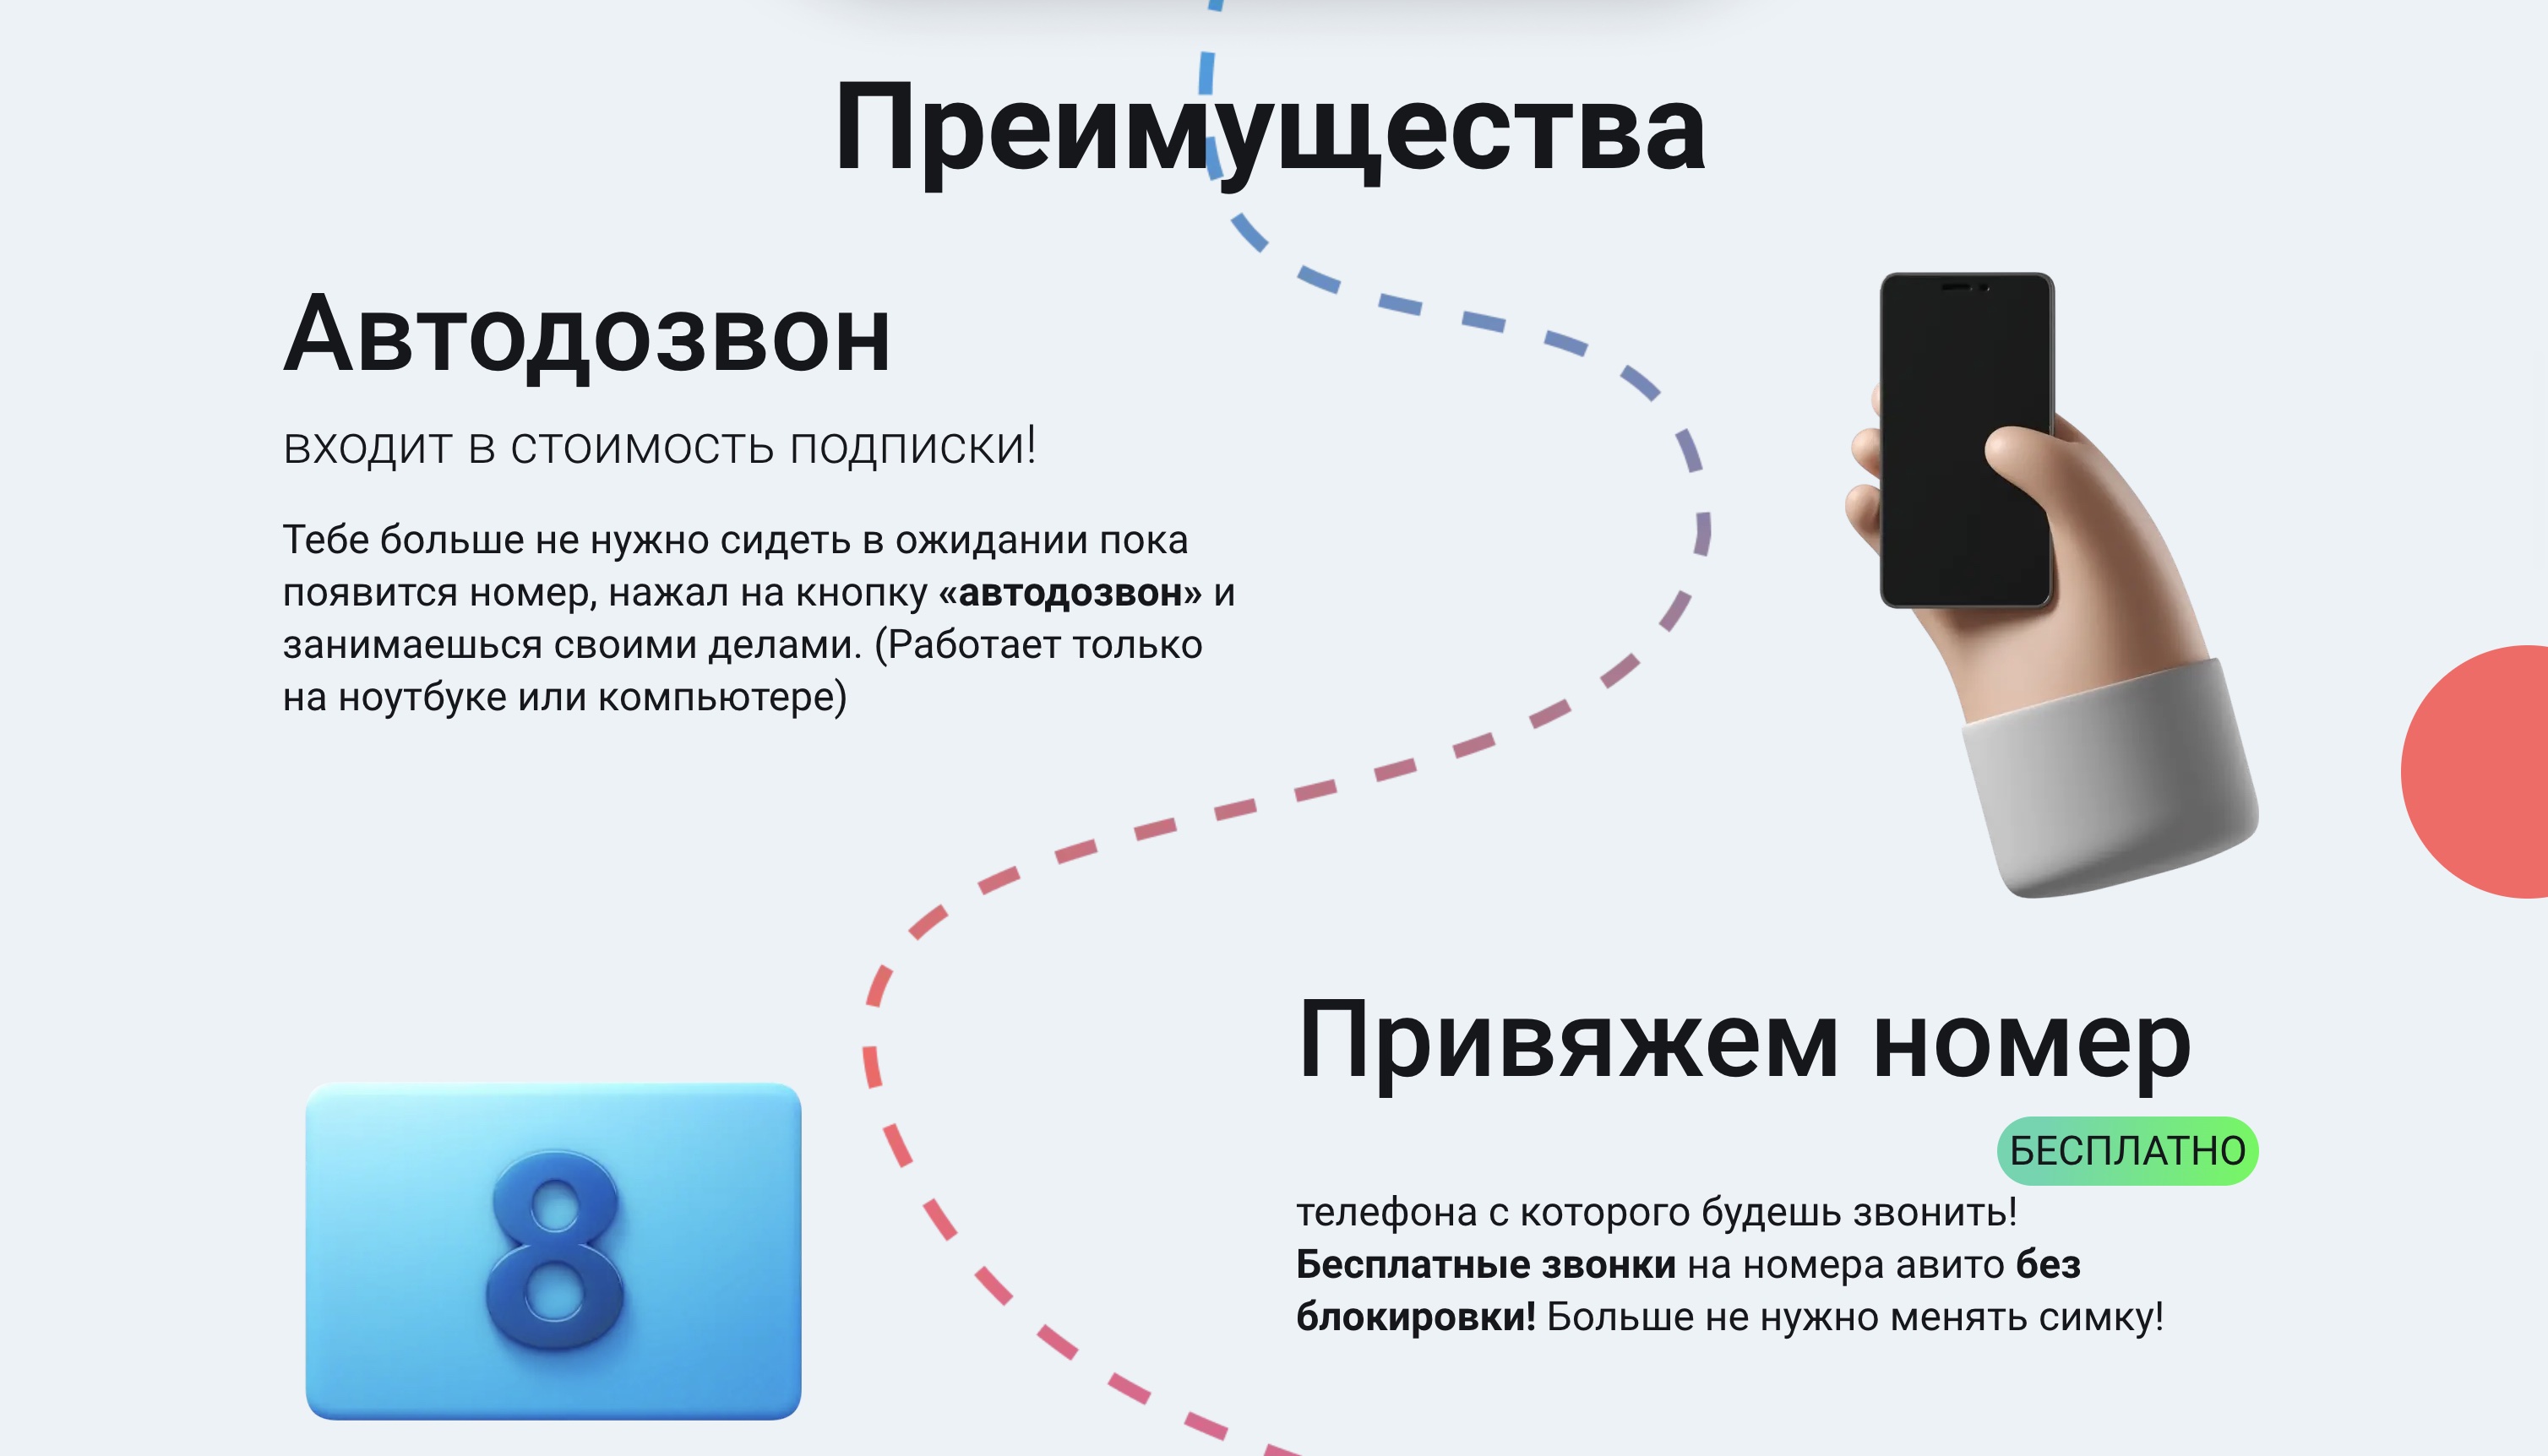 Преимущества
Автодозвон
входит в стоимость подписки!
Тебе больше не нужно сидеть в ожидании пока
появится номер, нажал на кнопку «автодозвон» и
занимаешься своими делами. (Работает только
на ноутбуке или компьютере)
Привяжем номер
БЕСПЛАТНО
телефона с которого будешь звонить!
Бесплатные звонки на номера авито без
блокировки! Больше не нужно менять симку!
8